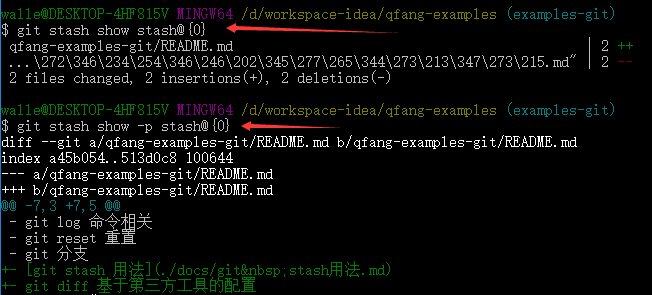 walle@DESKTOP-4HF815V MINGW64 /d/workspace-idea/qfang-examples (examples-git)
$ git stash show stash@{0}
 qfang-examples-git/README.md | 2 ++
 ...\272\346\234\254\346\246\202\345\277\265\344\273\213\347\273\215.md" | 2 --
 2 files changed, 2 insertions(+), 2 deletions(-)
walle@DESKTOP-4HF815V MINGW64 /d/workspace-idea/qfang-examples (examples-git)
$ git stash show -p stash@{0}
diff --git a/qfang-examples-git/README.md b/qfang-examples-git/README.md
index a45b054..513d0c8 100644
--- a/qfang-examples-git/README.md
+++ b/qfang-examples-git/README.md
@@ -7,3 +7,5 @@
 - git log 命令相关
 - git reset 重置
 - git 分支
+- [git stash 用法](./docs/git&nbsp;stash用法.md)
+- git diff 基于第三方工具的配置